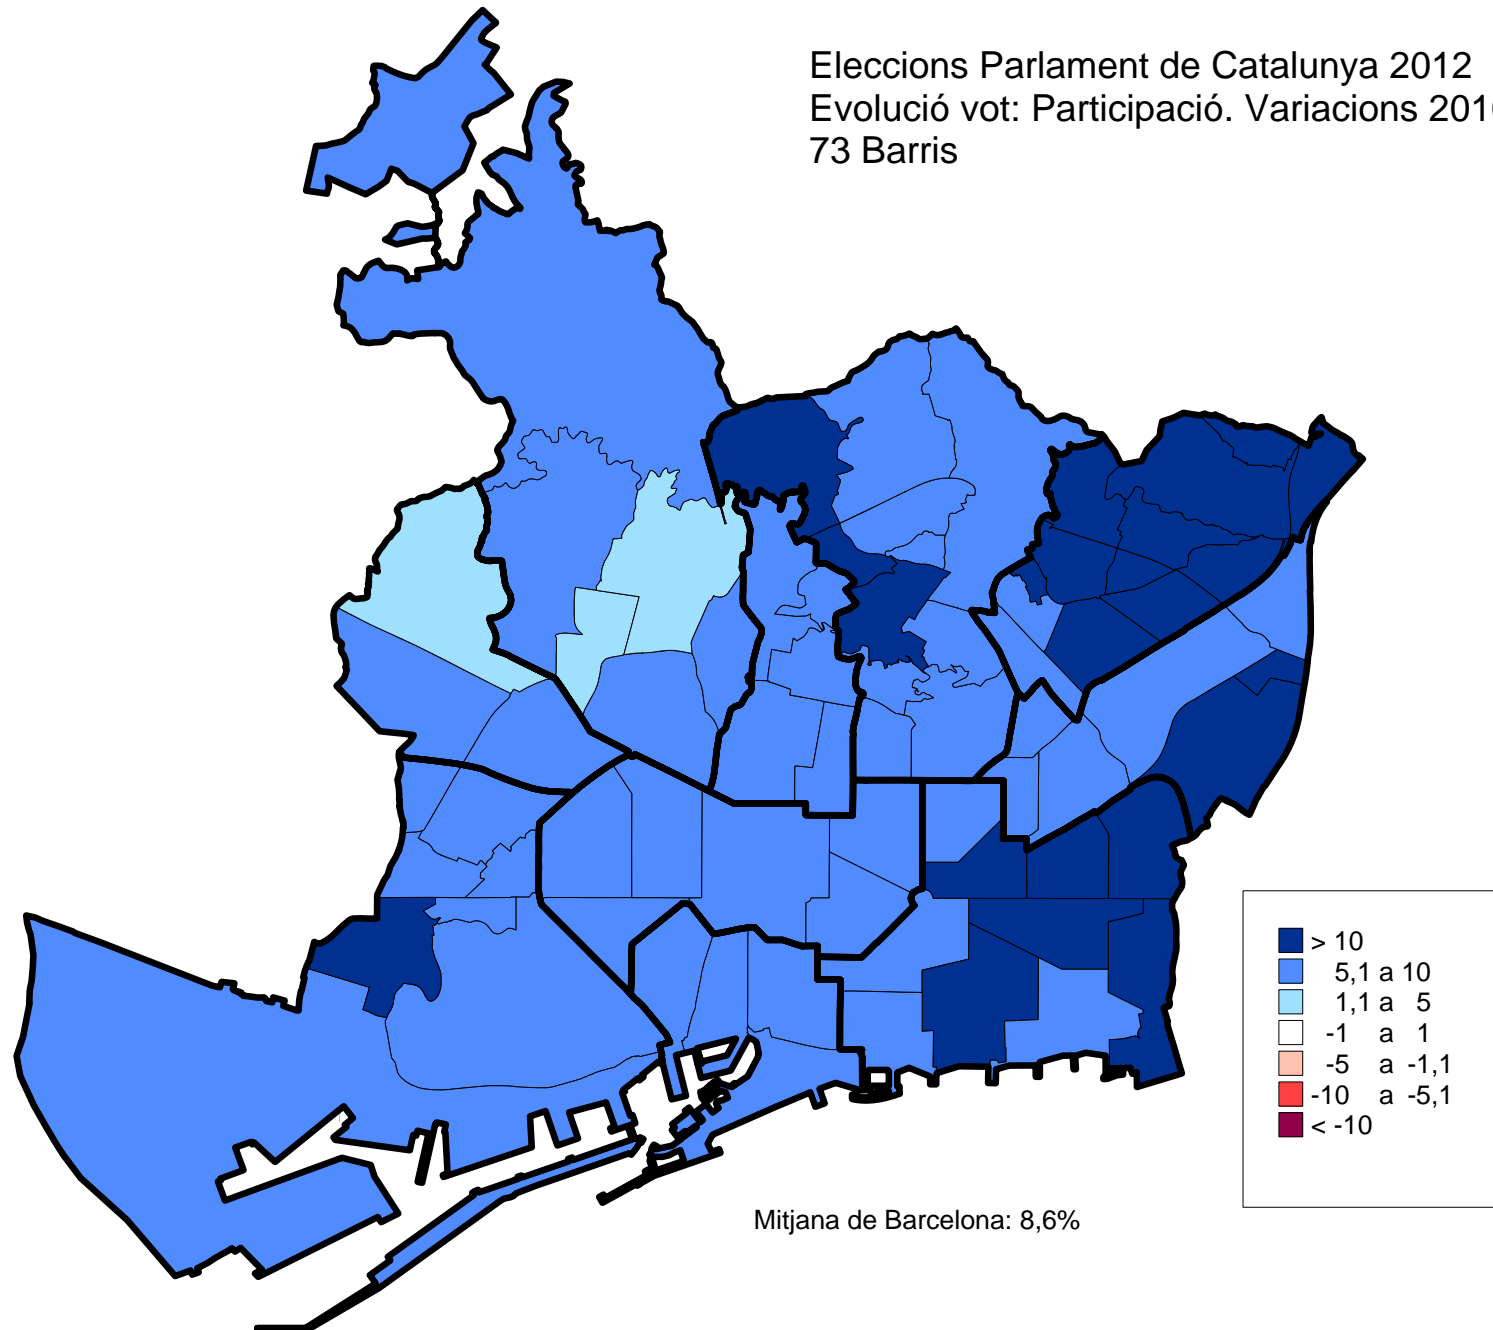 Eleccions Parlament de Catalunya 2012
Evolució vot: Participació. Variacions 201
73 Barris
> 10
5,1 a 10
1,1 a 5
-1 a 1
-5 a -1,1
-10 a -5,1
< -10
Mitjana de Barcelona: 8,6%